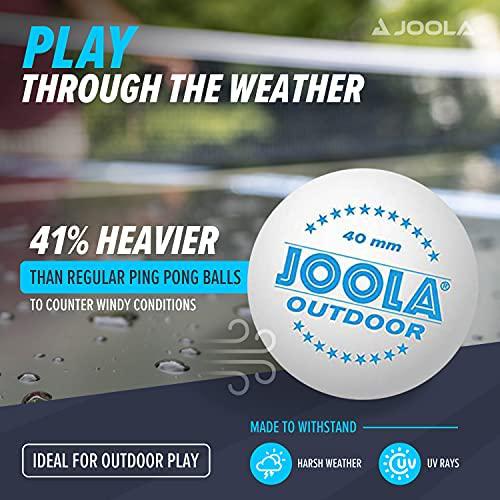 PLAY
JOOLA
THROUGH THE WEATHER
41% HEAVIER
THAN REGULAR PING PONG BALLS
TO COUNTER WINDY CONDITIONS
40 mm
JOOLA®
OUTDOOR
MADE TO WITHSTAND
IDEAL FOR OUTDOOR PLAY
HARSH WEATHER
UV
UV RAYS